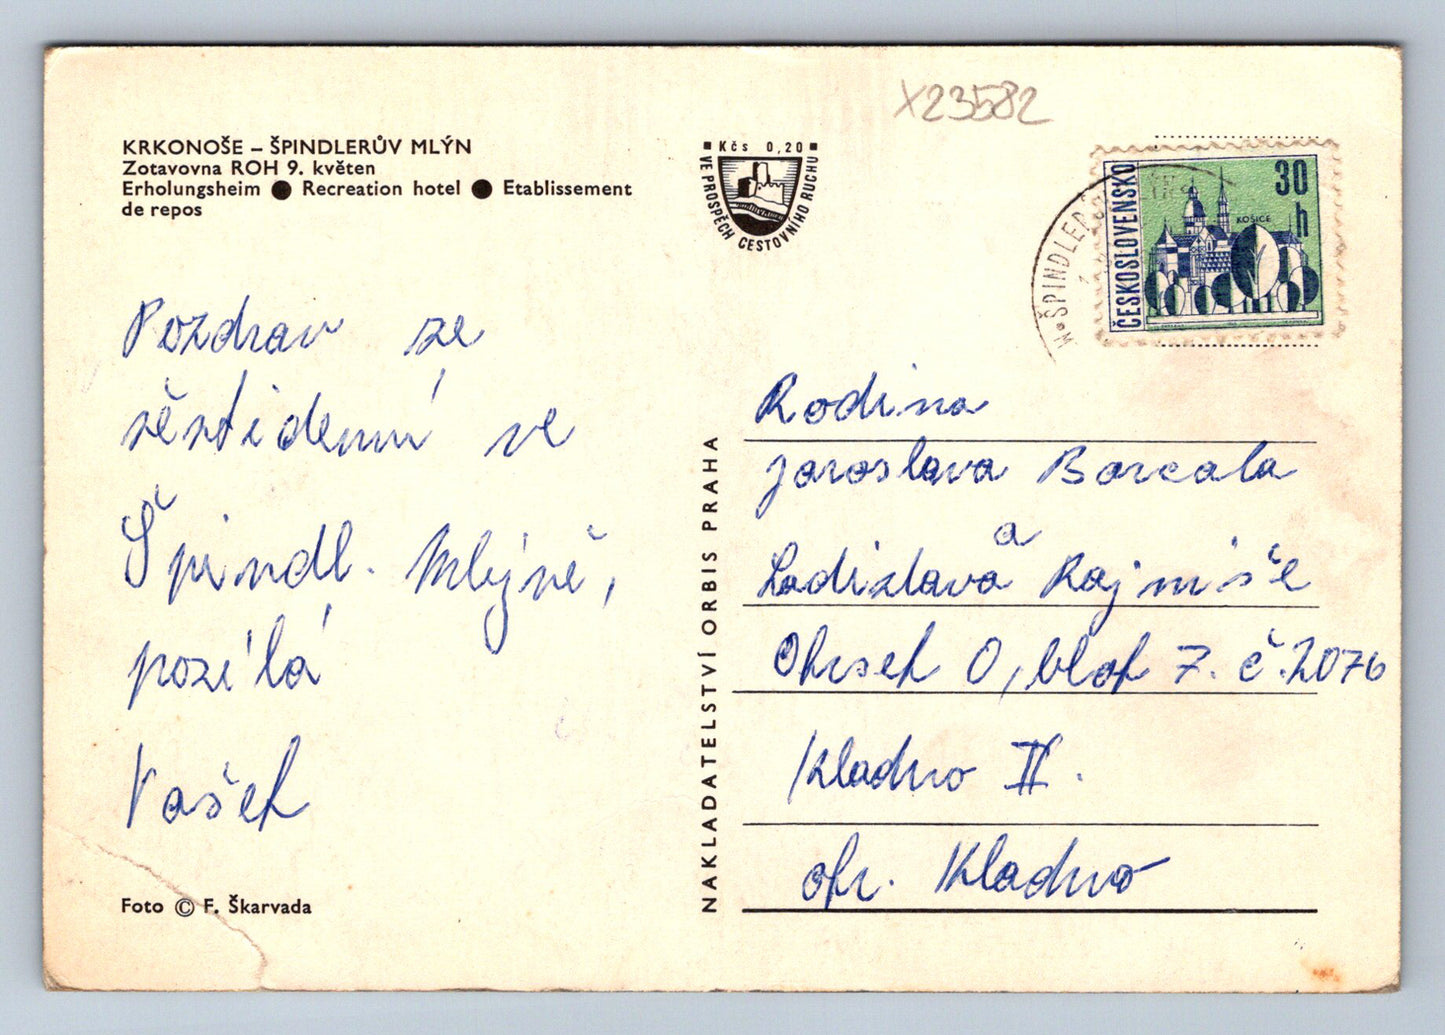 X23582
KRKONOŠE – ŠPINDLERŮV MLÝN
Zotavovna ROH 9. květen
Erholungsheim ● Recreation hotel ● Etablissement
de repos
Kčs 0,20
VE PROSPĚCH CESTOVNÍHO RUCHU
ČESKOSLOVENSKO
30
h
KOŠICE
ŠPINDLER
Pozdrav ze
zěstidenní ve
Špindl. Mlýně,
posílá
Vašek
Foto © F. Škarvada
NAKLADATELSTVÍ ORBIS PRAHA
Rodina
Jaroslava Barcala
a
Ladislava Rajniše
Okrsek O, blok 7. č. 2076
Kladno II.
okr. Kladno